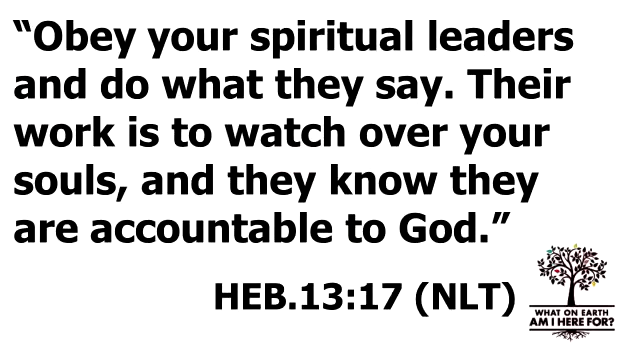 “Obey your spiritual leaders
and do what they say. Their
work is to watch over your
souls, and they know they
are accountable to God.”
HEB.13:17 (NLT)
WHAT ON EARTH
AM I HERE FOR?